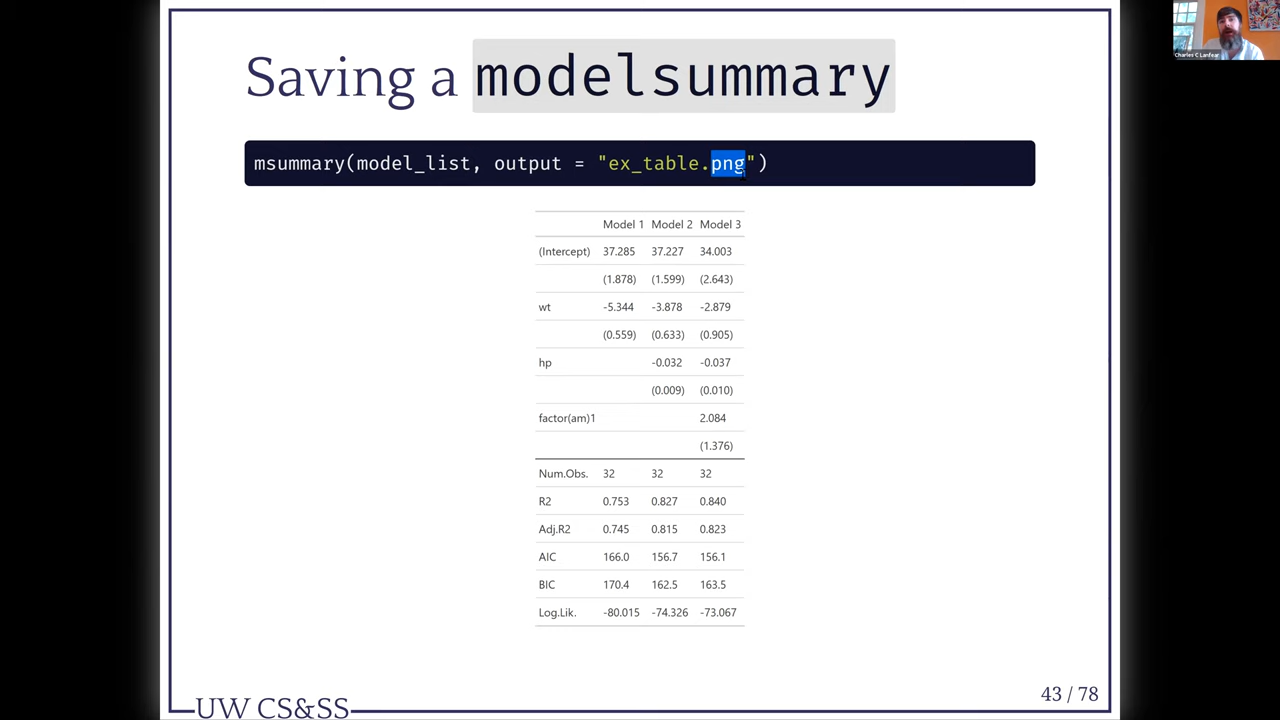 Saving a modelsummary
msummary(model_list, output = "ex_table.png")
Model 1 Model 2 Model 3
(Intercept) 37.285 37.227 34.003
(1.878) (1.599) (2.643)
wt -5.344 -3.878 -2.879
(0.559) (0.633) (0.905)
hp -0.032 -0.037
(0.009) (0.010)
factor(am)1 2.084
(1.376)
Num.Obs. 32 32 32
R2 0.753 0.827 0.840
Adj.R2 0.745 0.815 0.823
AIC 166.0 156.7 156.1
BIC 170.4 162.5 163.5
Log.Lik. -80.015 -74.326 -73.067
UW CS&SS
43 / 78
Charles C Lanfear